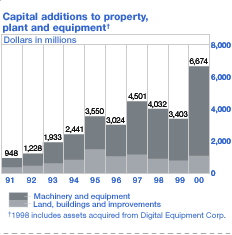 Capital additions to property,
plant and equipment†
Dollars in millions
8,000
6,000
4,000
2,000
0
948
1,228
1,933
2,441
3,550
3,024
4,501
4,032
3,403
6,674
91 92 93 94 95 96 97 98 99 00
Machinery and equipment
Land, buildings and improvements
†1998 includes assets acquired from Digital Equipment Corp.